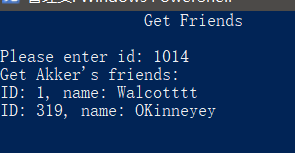 Get Friends
Please enter id: 1014
Get Akker's friends:
ID: 1, name: Walcotttt
ID: 319, name: OKinneyey